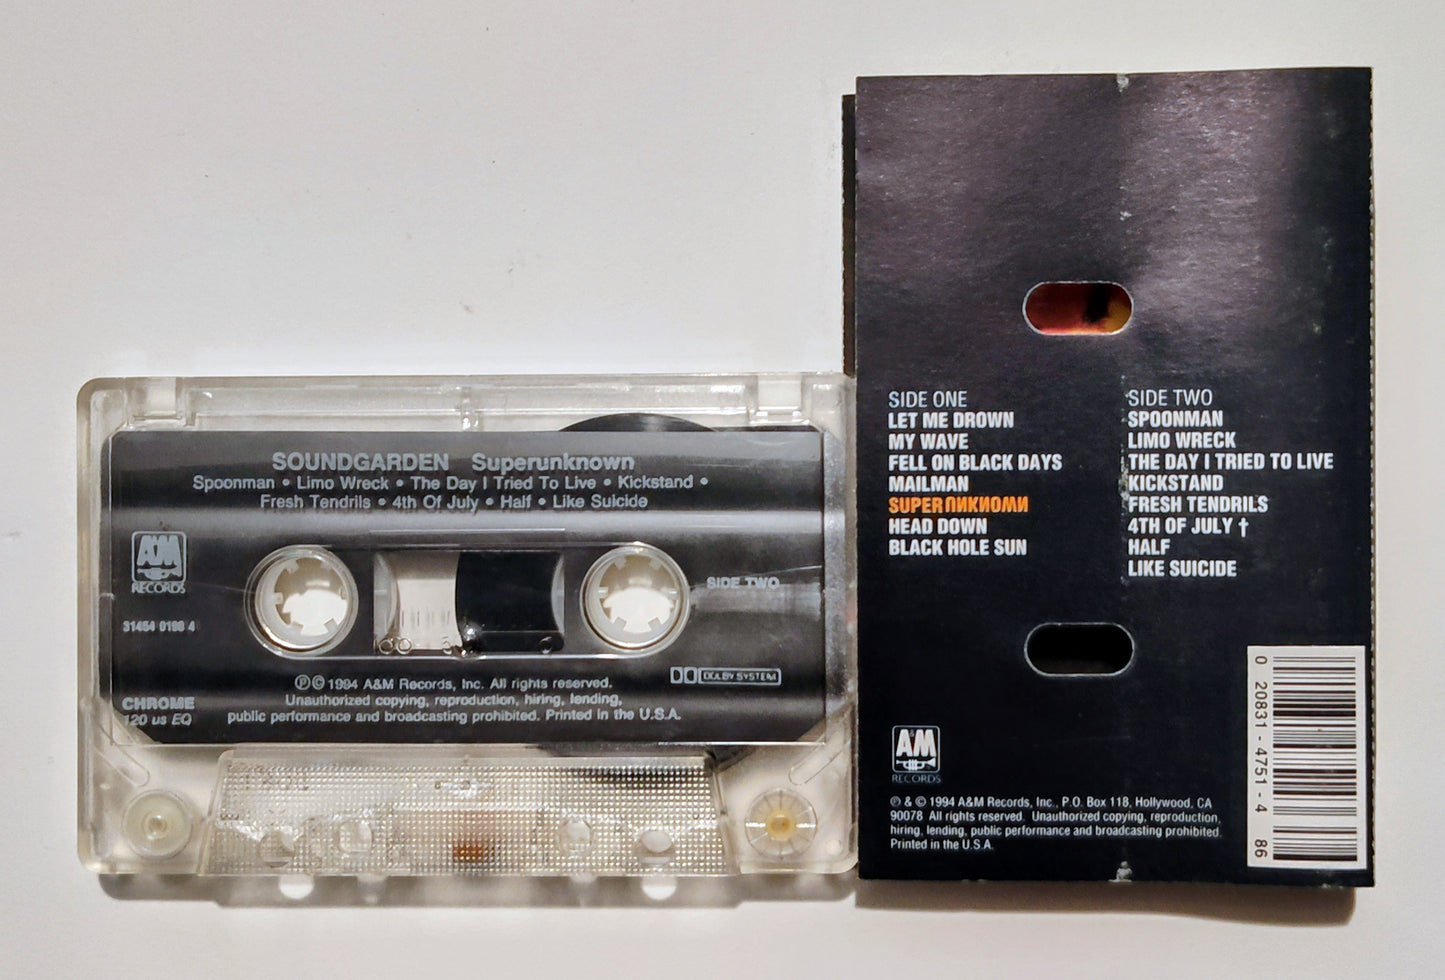 SOUNDGARDEN Superunknown
Spoonman • Limo Wreck • The Day I Tried To Live • Kickstand •
Fresh Tendrils • 4th Of July • Half • Like Suicide
A&M
RECORDS
SIDE TWO
31454 0198 4
DOLBY SYSTEM
CHROME
120 us EQ
℗© 1994 A&M Records, Inc. All rights reserved.
Unauthorized copying, reproduction, hiring, lending,
public performance and broadcasting prohibited. Printed in the U.S.A.
SIDE ONE
LET ME DROWN
MY WAVE
FELL ON BLACK DAYS
MAILMAN
SUPERUNKNOWN
HEAD DOWN
BLACK HOLE SUN
SIDE TWO
SPOONMAN
LIMO WRECK
THE DAY I TRIED TO LIVE
KICKSTAND
FRESH TENDRILS
4TH OF JULY †
HALF
LIKE SUICIDE
A&M
RECORDS
℗ & © 1994 A&M Records, Inc., P.O. Box 118, Hollywood, CA
90078 All rights reserved. Unauthorized copying, reproduction,
hiring, lending, public performance and broadcasting prohibited.
Printed in the U.S.A.
0 20831 - 4751 - 4 86